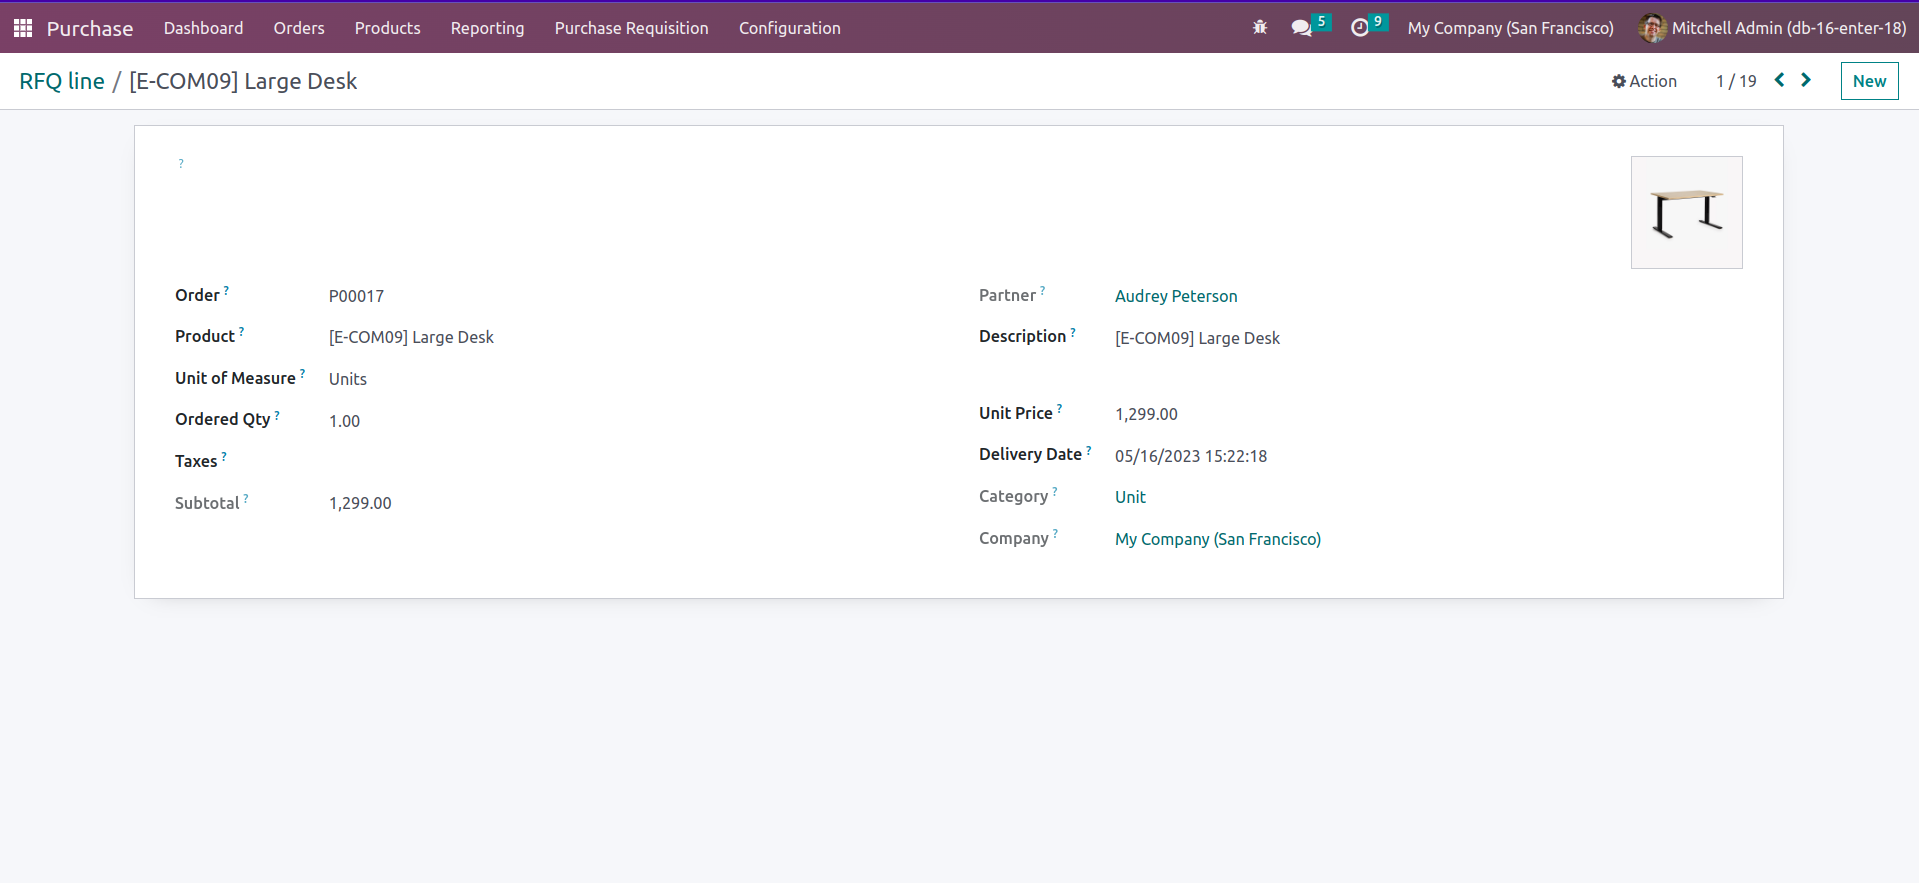 Purchase Dashboard Orders Products Reporting Purchase Requisition Configuration 5 9 My Company (San Francisco) Mitchell Admin (db-16-enter-18)
RFQ line / [E-COM09] Large Desk Action 1 / 19 New
?
Order ? P00017 Partner ? Audrey Peterson
Product ? [E-COM09] Large Desk Description ? [E-COM09] Large Desk
Unit of Measure ? Units
Ordered Qty ? 1.00 Unit Price ? 1,299.00
Taxes ? Delivery Date ? 05/16/2023 15:22:18
Subtotal ? 1,299.00 Category ? Unit
Company ? My Company (San Francisco)